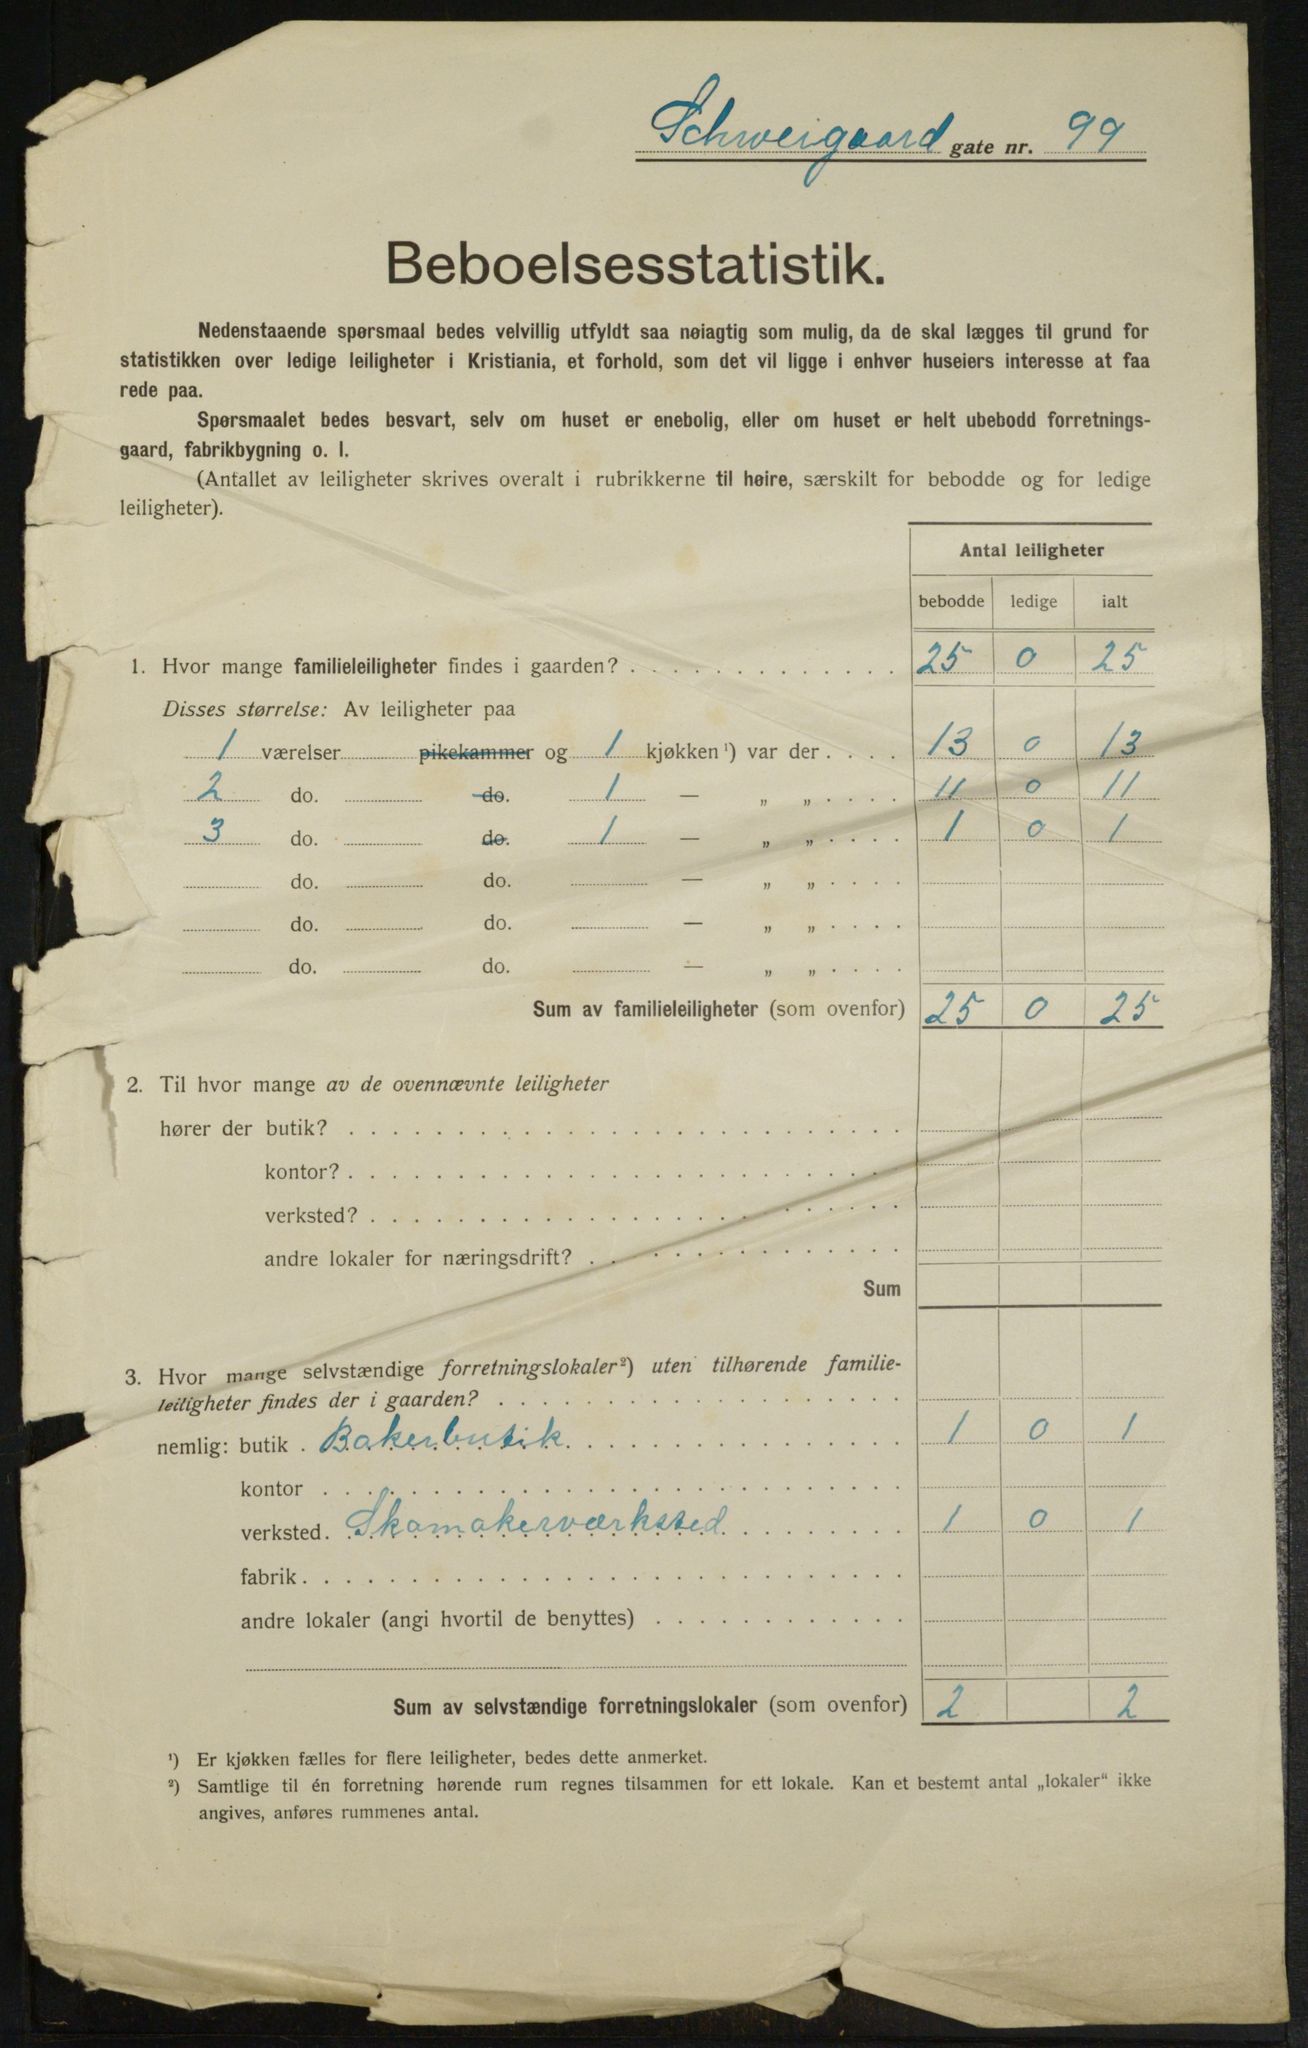 Schweigaard gate nr. 99
Beboelsesstatistik.
Nedenstaaende spørsmaal bedes velvillig utfyldt saa nøiagtig som mulig, da de skal lægges til grund for
statistikken over ledige leiligheter i Kristiania, et forhold, som det vil ligge i enhver huseiers interesse at faa
rede paa.
Spørsmaalet bedes besvart, selv om huset er enebolig, eller om huset er helt ubebodd forretnings-
gaard, fabrikbygning o. l.
(Antallet av leiligheter skrives overalt i rubrikkerne til høire, særskilt for bebodde og for ledige
leiligheter).
Antal leiligheter
bebodde ledige ialt
1. Hvor mange familieleiligheter findes i gaarden? 25 0 25
Disses størrelse: Av leiligheter paa
1 værelser pikekammer og 1 kjøkken ¹) var der . . . . 13 0 13
2 do. do. 1 — „ „ . . . . 11 0 11
3 do. do. 1 — „ „ . . . . 1 0 1
do. do. — „ „ . . . .
do. do. — „ „ . . . .
do. do. — „ „ . . . .
Sum av familieleiligheter (som ovenfor) 25 0 25
2. Til hvor mange av de ovennævnte leiligheter
hører der butik?
kontor?
verksted?
andre lokaler for næringsdrift?
Sum
3. Hvor mange selvstændige forretningslokaler²) uten tilhørende familie-
leiligheter findes der i gaarden?
nemlig: butik . Bakerbutik 1 0 1
kontor
verksted. Skomakerværksted 1 0 1
fabrik
andre lokaler (angi hvortil de benyttes)
Sum av selvstændige forretningslokaler (som ovenfor) 2 2
¹) Er kjøkken fælles for flere leiligheter, bedes dette anmerket.
²) Samtlige til én forretning hørende rum regnes tilsammen for ett lokale. Kan et bestemt antal „lokaler“ ikke
angives, anføres rummenes antal.